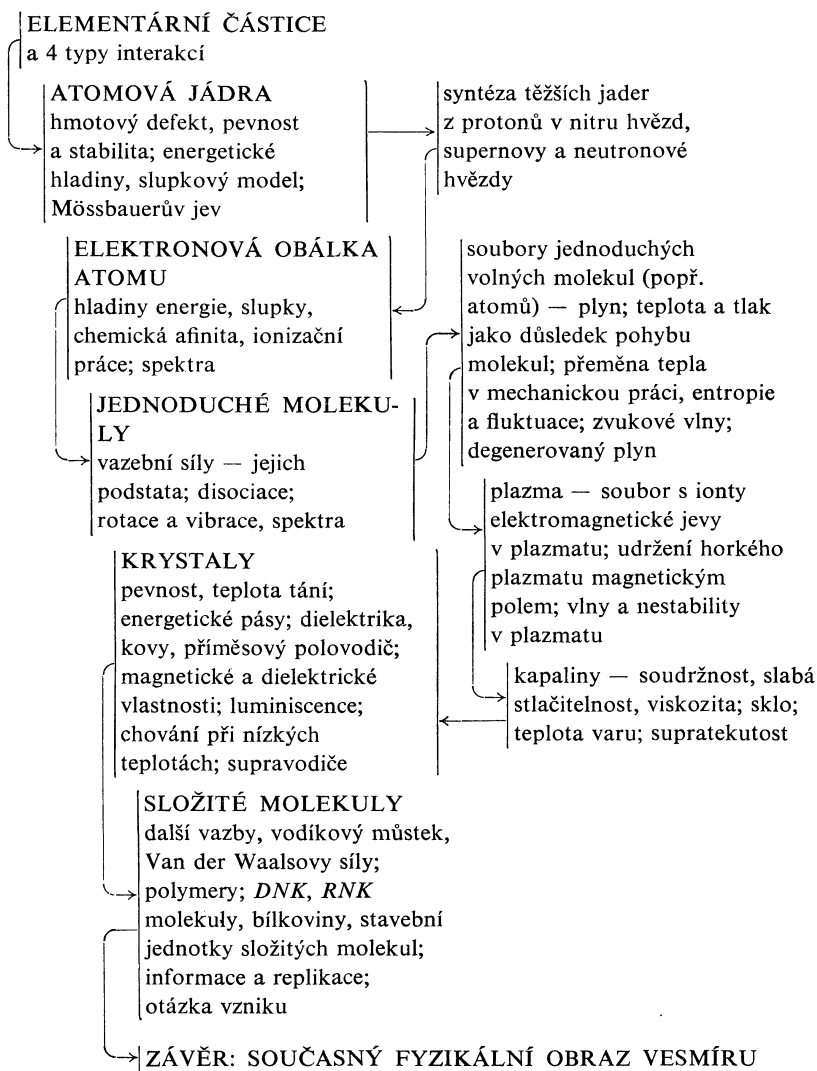 ELEMENTÁRNÍ ČÁSTICE
a 4 typy interakcí
ATOMOVÁ JÁDRA
hmotový defekt, pevnost
a stabilita; energetické
hladiny, slupkový model;
Mössbauerův jev
syntéza těžších jader
z protonů v nitru hvězd,
supernovy a neutronové
hvězdy
ELEKTRONOVÁ OBÁLKA
ATOMU
hladiny energie, slupky,
chemická afinita, ionizační
práce; spektra
JEDNODUCHÉ MOLEKU-
LY
vazební síly — jejich
podstata; disociace;
rotace a vibrace, spektra
soubory jednoduchých
volných molekul (popř.
atomů) — plyn; teplota a tlak
jako důsledek pohybu
molekul; přeměna tepla
v mechanickou práci, entropie
a fluktuace; zvukové vlny;
degenerovaný plyn
plazma — soubor s ionty
elektromagnetické jevy
v plazmatu; udržení horkého
plazmatu magnetickým
polem; vlny a nestability
v plazmatu
kapaliny — soudržnost, slabá
stlačitelnost, viskozita; sklo;
teplota varu; supratekutost
KRYSTALY
pevnost, teplota tání;
energetické pásy; dielektrika,
kovy, příměsový polovodič;
magnetické a dielektrické
vlastnosti; luminiscence;
chování při nízkých
teplotách; supravodiče
SLOŽITÉ MOLEKULY
další vazby, vodíkový můstek,
Van der Waalsovy síly;
polymery; DNK, RNK
molekuly, bílkoviny, stavební
jednotky složitých molekul;
informace a replikace;
otázka vzniku
ZÁVĚR: SOUČASNÝ FYZIKÁLNÍ OBRAZ VESMÍRU